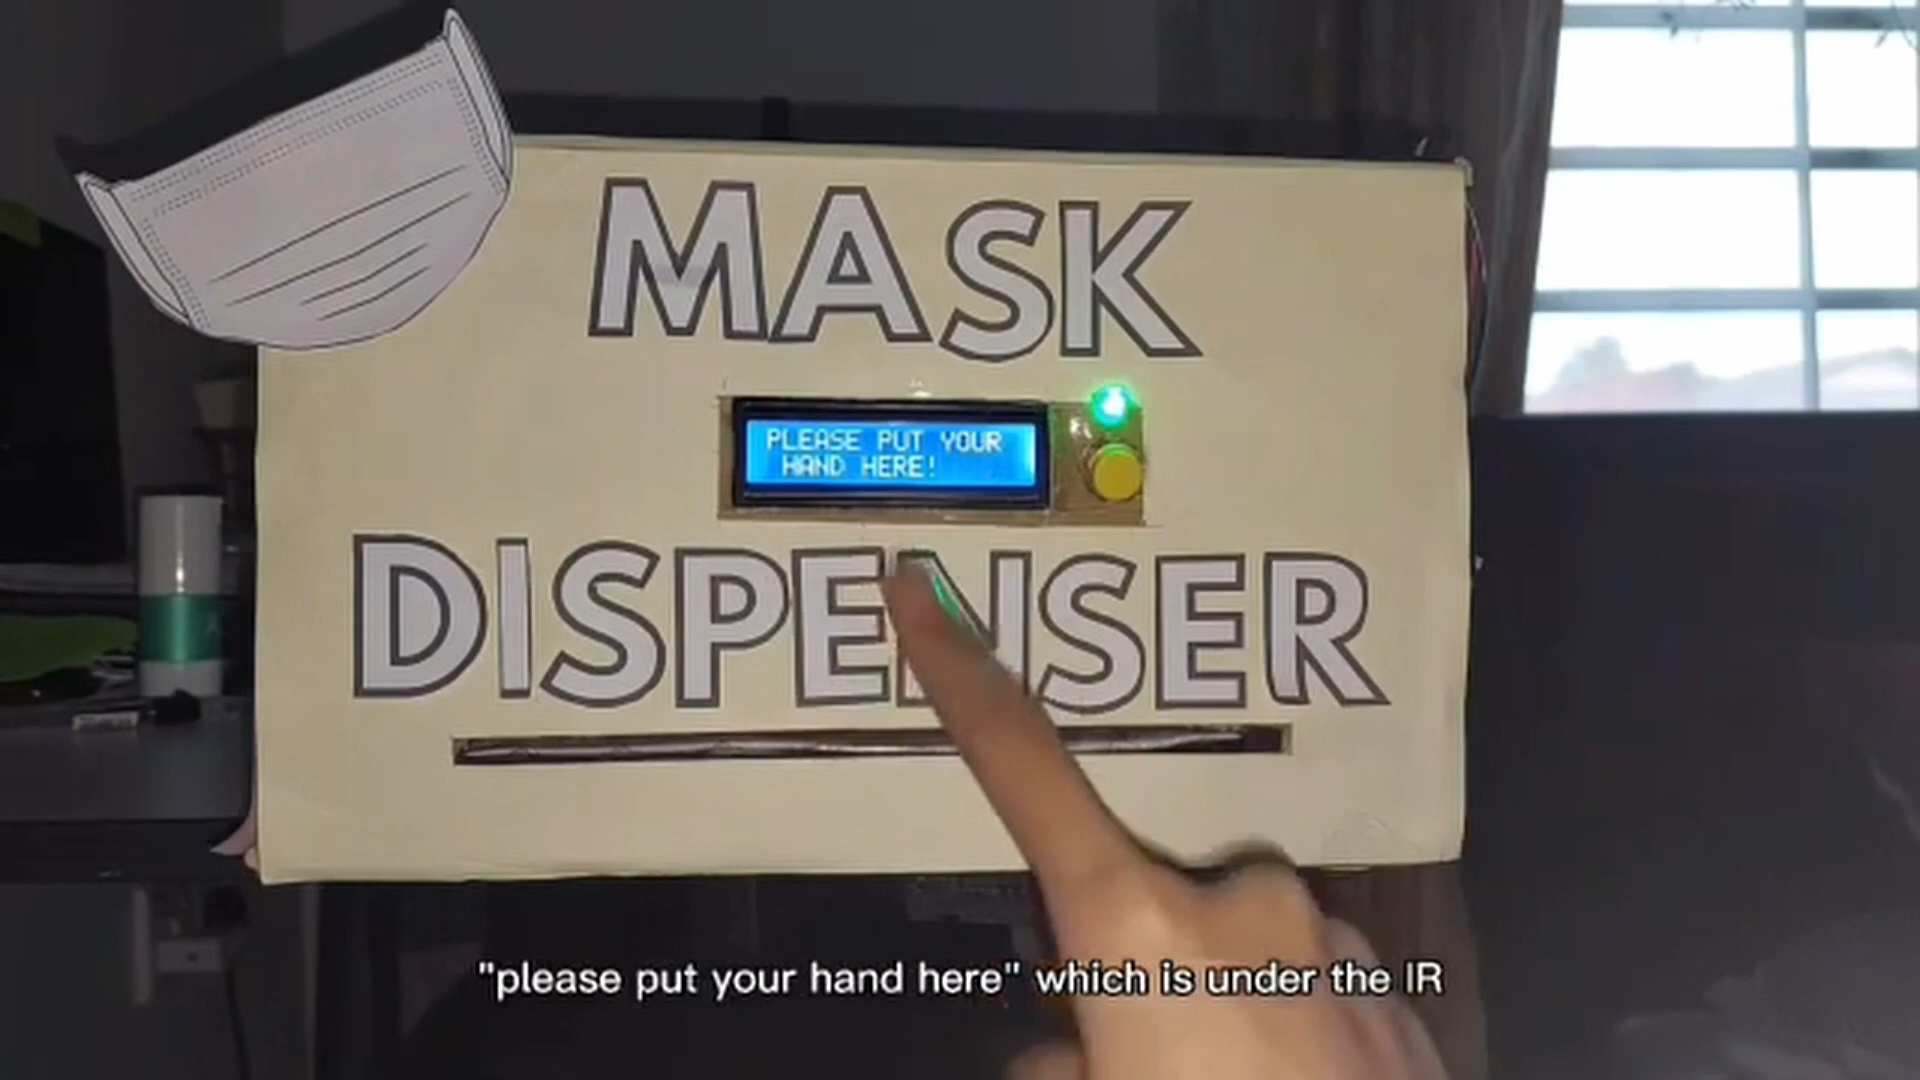 MASK
PLEASE PUT YOUR
HAND HERE!
DISPENSER
"please put your hand here" which is under the IR